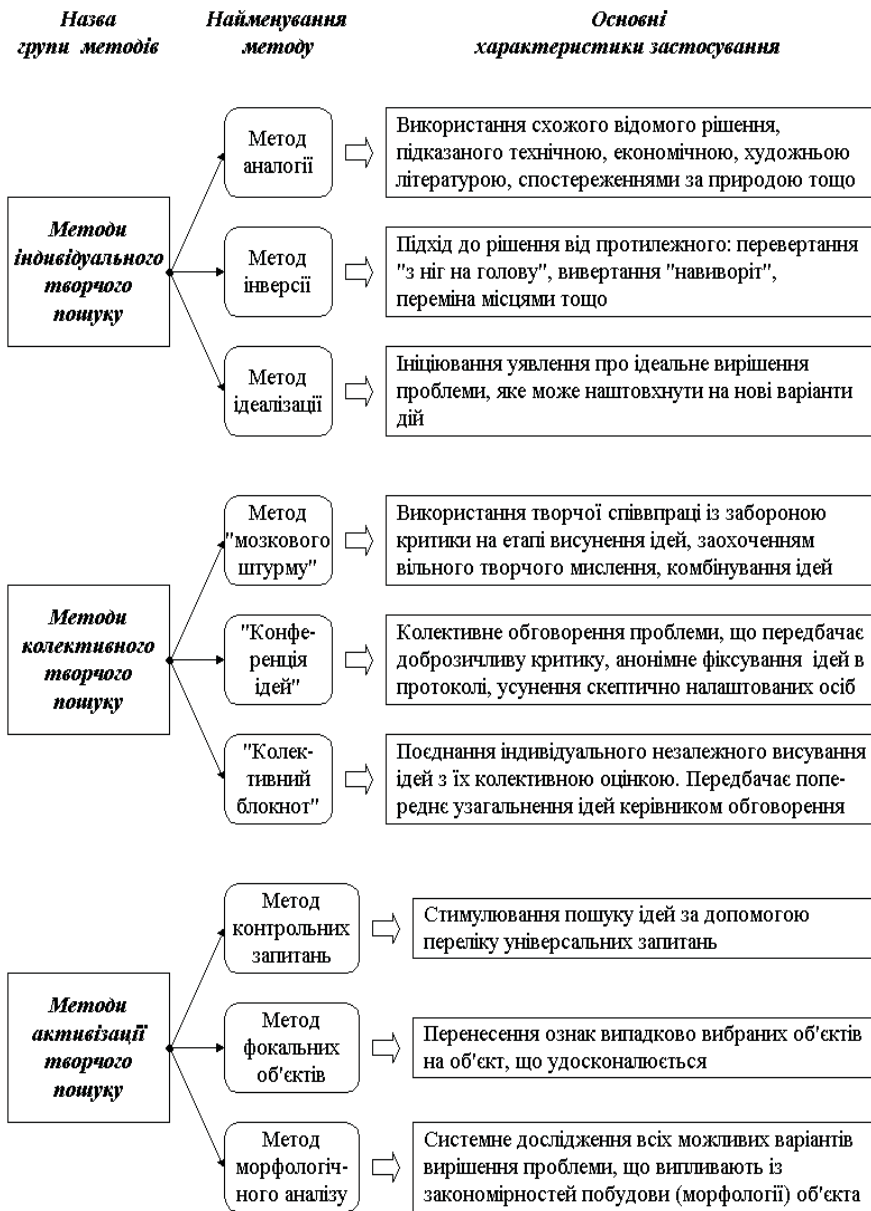 Назва
групи методів
Найменування
методу
Основні
характеристики застосування
Методи
індивідуального
творчого
пошуку
Метод
аналогії
Використання схожого відомого рішення,
підказаного технічною, економічною, художньою
літературою, спостереженнями за природою тощо
Метод
інверсії
Підхід до рішення від протилежного: перевертання
"з ніг на голову", вивертання "навиворіт",
переміна місцями тощо
Метод
ідеалізації
Ініціювання уявлення про ідеальне вирішення
проблеми, яке може наштовхнути на нові варіанти
дій
Методи
колективного
творчого
пошуку
Метод
"мозкового
штурму"
Використання творчої співвпраці із забороною
критики на етапі висунення ідей, заохоченням
вільного творчого мислення, комбінування ідей
"Конфе-
ренція
ідей"
Колективне обговорення проблеми, що передбачає
доброзичливу критику, анонімне фіксування ідей в
протоколі, усунення скептично налаштованих осіб
"Колек-
тивний
блокнот"
Поєднання індивідуального незалежного висування
ідей з їх колективною оцінкою. Передбачає попе-
реднє узагальнення ідей керівником обговорення
Методи
активізації
творчого
пошуку
Метод
контрольних
запитань
Стимулювання пошуку ідей за допомогою
переліку універсальних запитань
Метод
фокальних
об'єктів
Перенесення ознак випадково вибраних об'єктів
на об'єкт, що удосконалюється
Метод
морфологіч-
ного аналізу
Системне дослідження всіх можливих варіантів
вирішення проблеми, що випливають із
закономірностей побудови (морфології) об'єкта